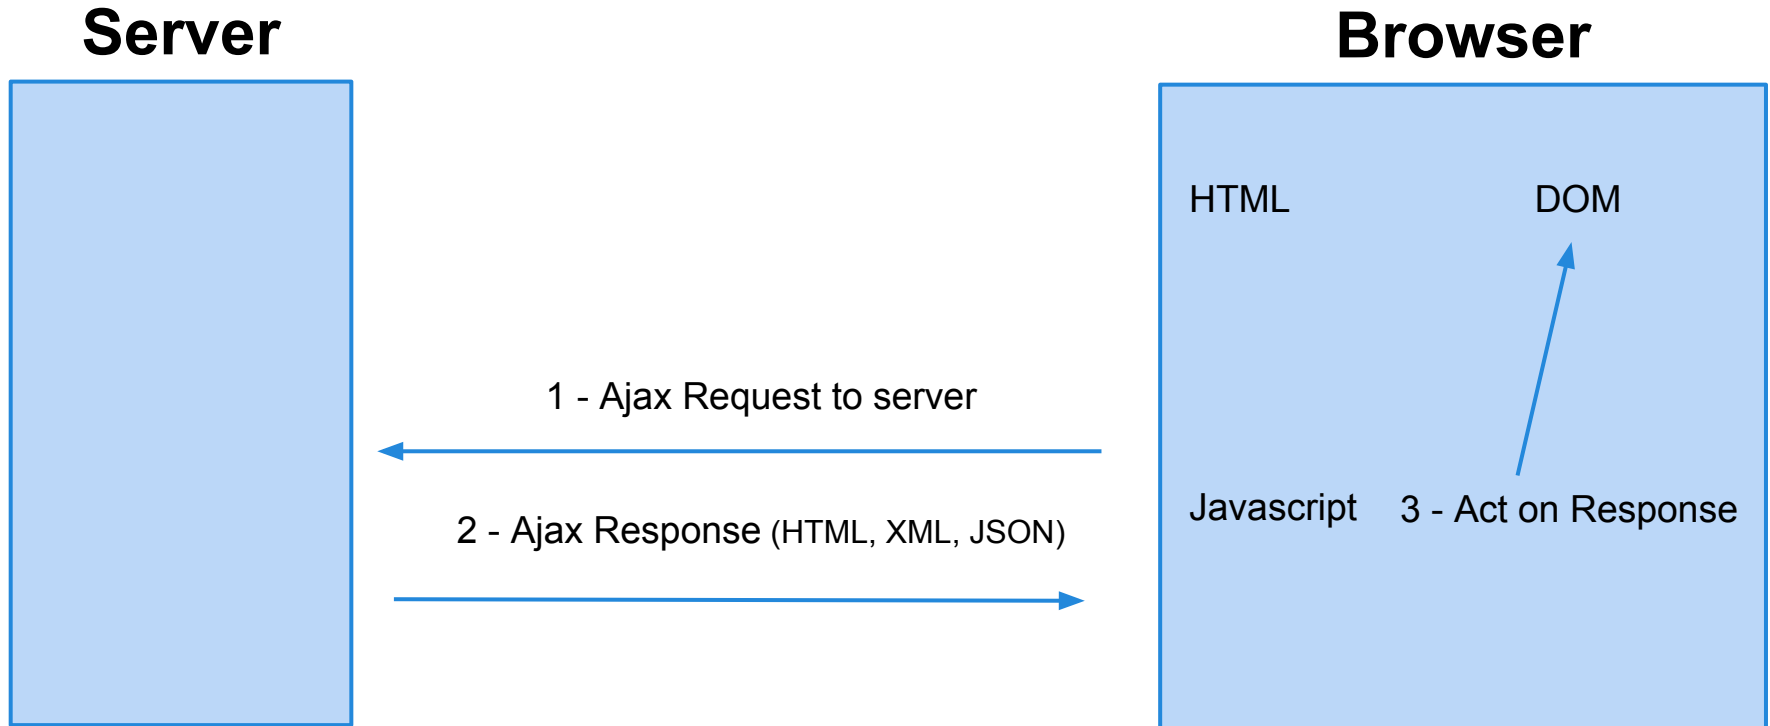 Server
Browser
HTML
DOM
1 - Ajax Request to server
2 - Ajax Response (HTML, XML, JSON)
Javascript
3 - Act on Response